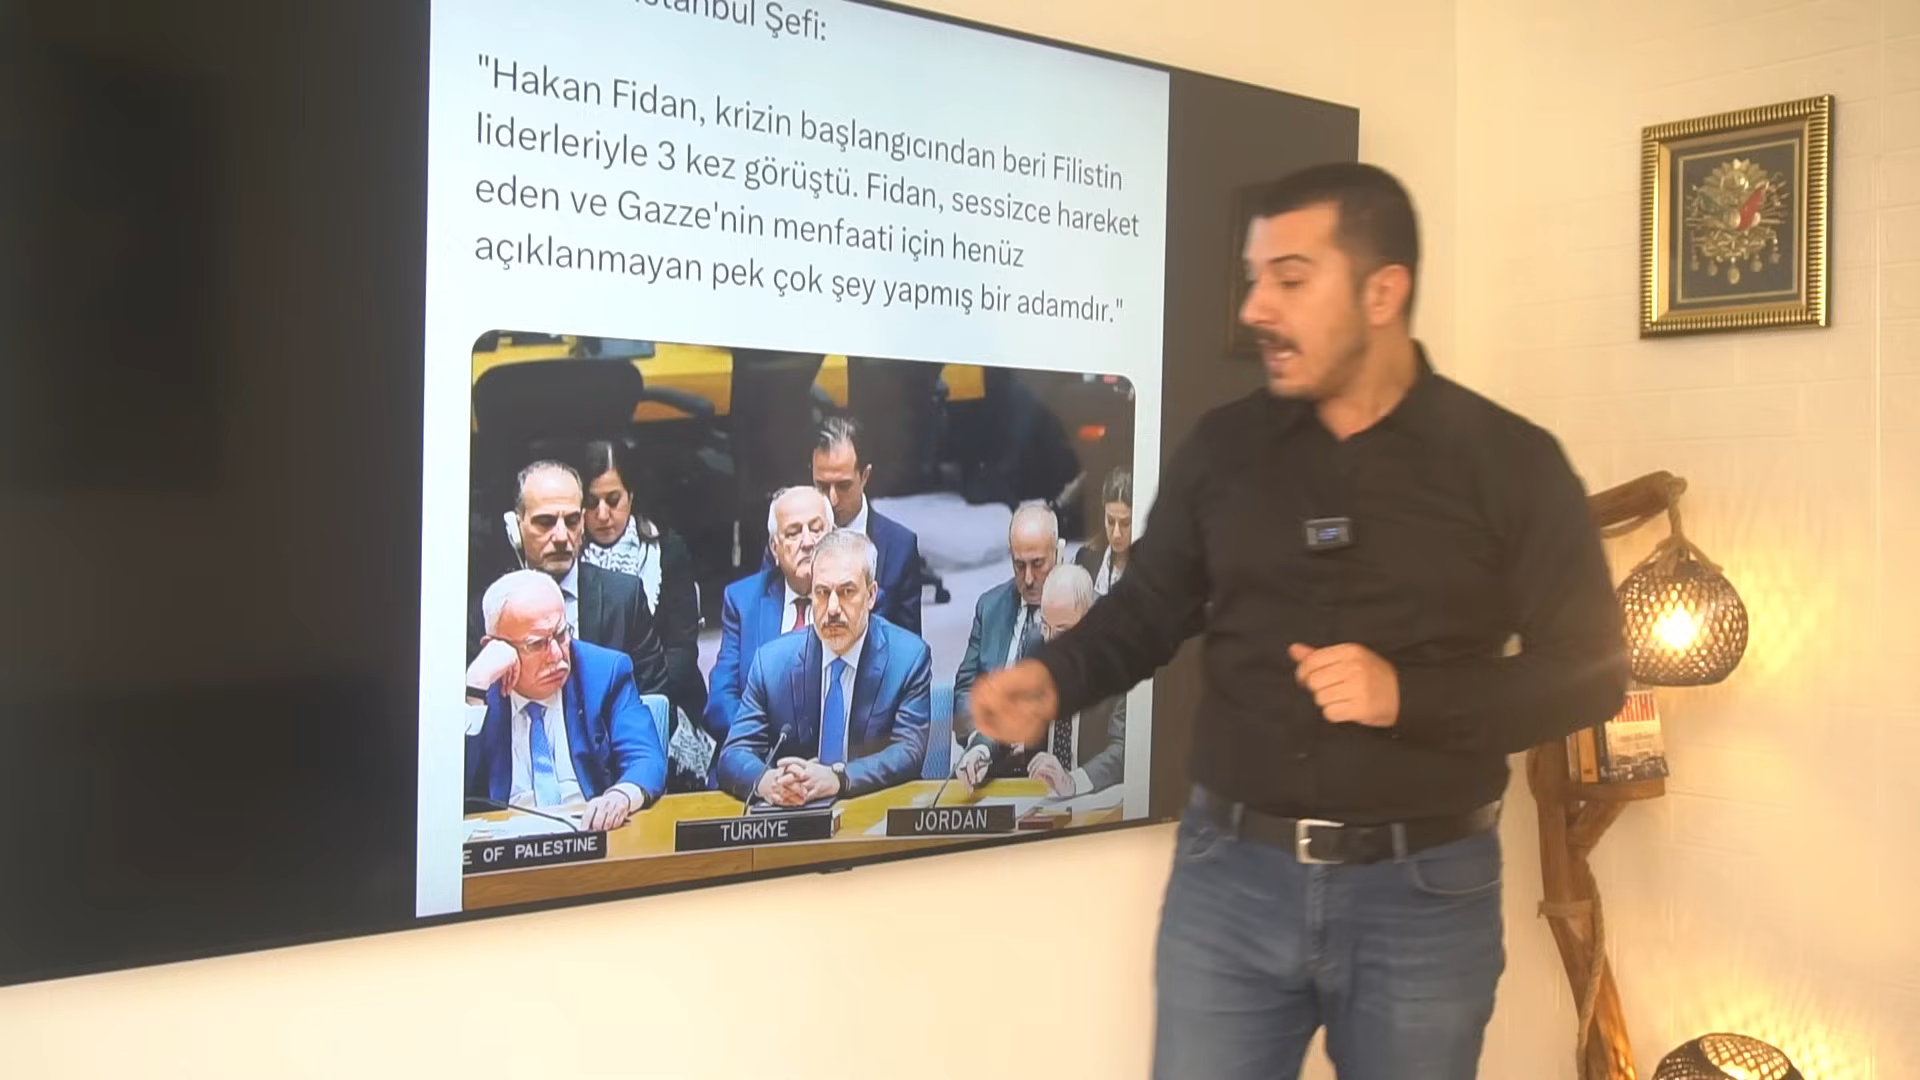 Şefi:
"Hakan Fidan, krizin başlangıcından beri Filistin
liderleriyle 3 kez görüştü. Fidan, sessizce hareket
eden ve Gazze'nin menfaati için henüz
açıklanmayan pek çok şey yapmış bir adamdır."
E OF PALESTINE
TÜRKİYE
JORDAN